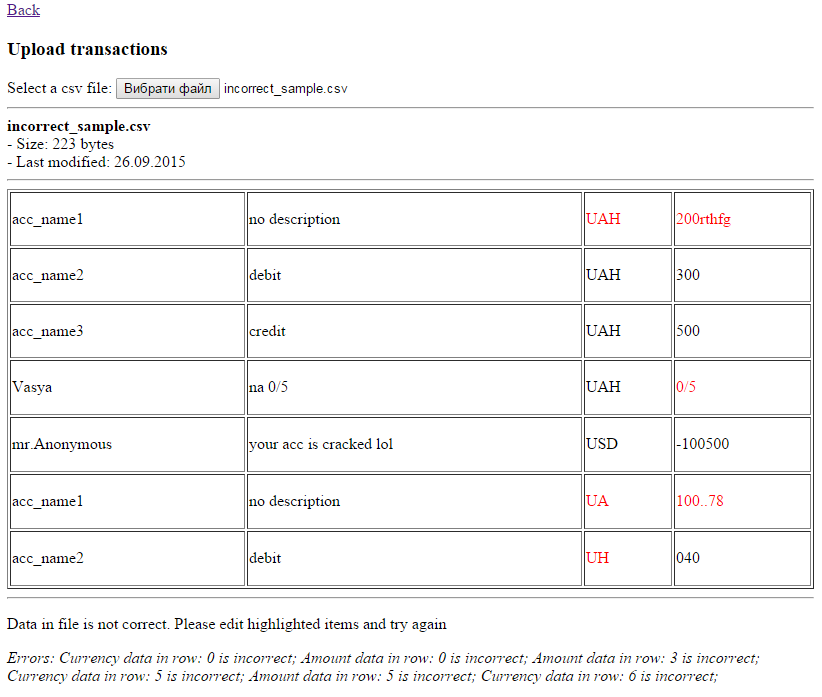 Back
Upload transactions
Select a csv file: Вибрати файл incorrect_sample.csv
incorrect_sample.csv
- Size: 223 bytes
- Last modified: 26.09.2015
acc_name1 no description UAH 200rthfg
acc_name2 debit UAH 300
acc_name3 credit UAH 500
Vasya na 0/5 UAH 0/5
mr.Anonymous your acc is cracked lol USD -100500
acc_name1 no description UA 100..78
acc_name2 debit UH 040
Data in file is not correct. Please edit highlighted items and try again
Errors: Currency data in row: 0 is incorrect; Amount data in row: 0 is incorrect; Amount data in row: 3 is incorrect;
Currency data in row: 5 is incorrect; Amount data in row: 5 is incorrect; Currency data in row: 6 is incorrect;